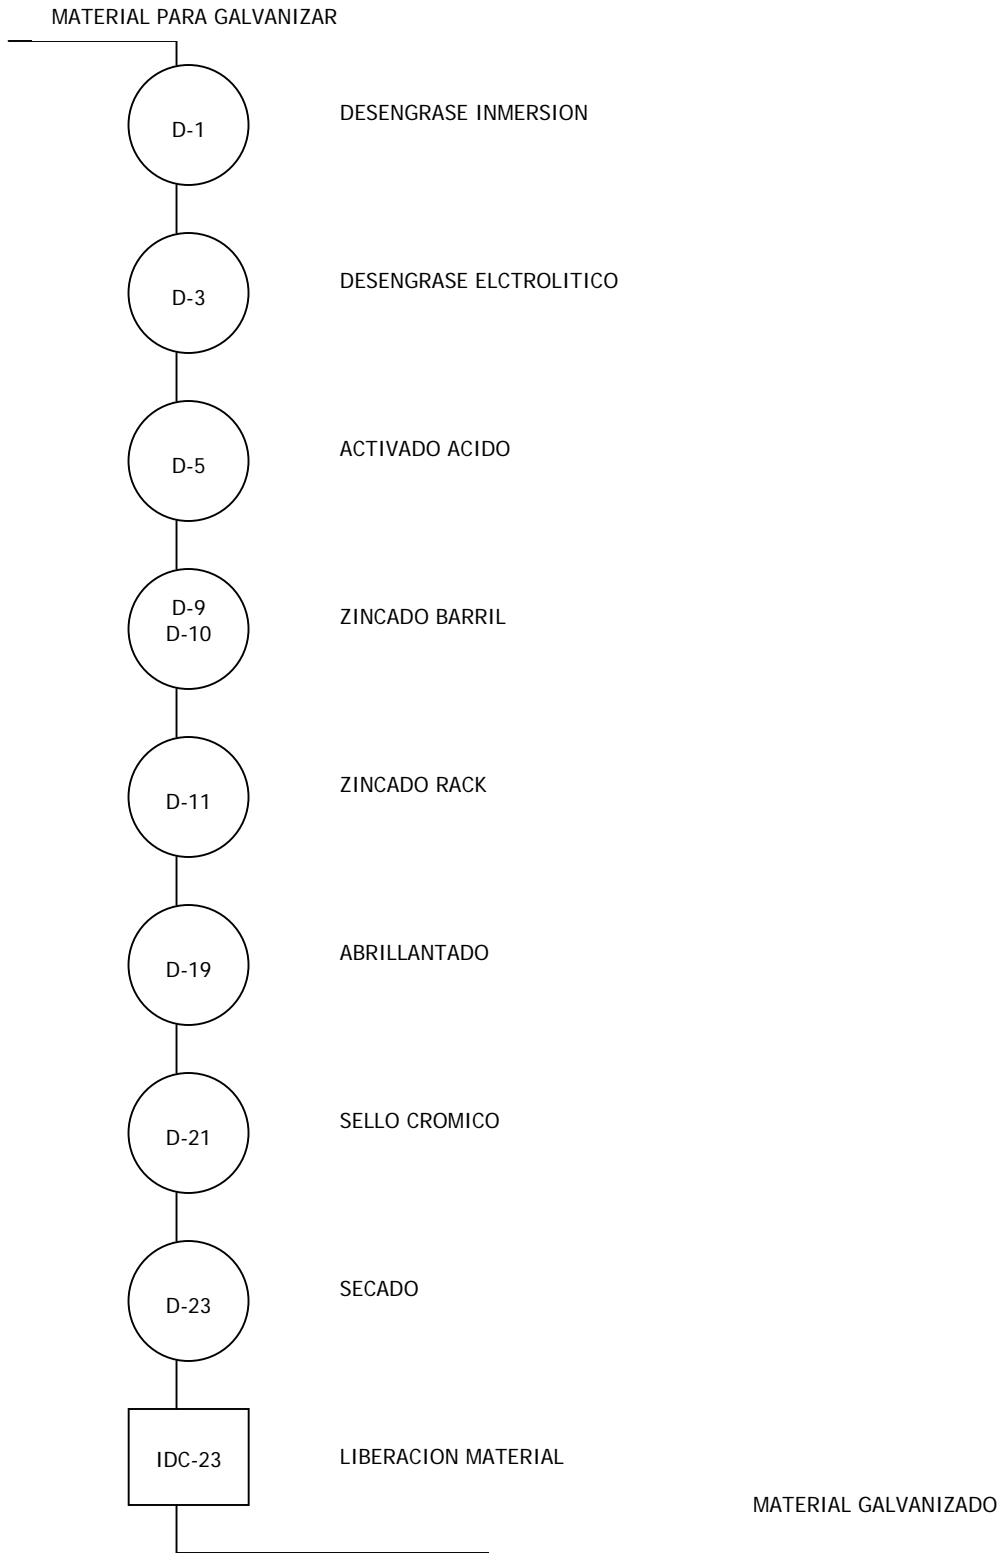 MATERIAL PARA GALVANIZAR
D-1
DESENGRASE INMERSION
D-3
DESENGRASE ELCTROLITICO
D-5
ACTIVADO ACIDO
D-9
D-10
ZINCADO BARRIL
D-11
ZINCADO RACK
D-19
ABRILLANTADO
D-21
SELLO CROMICO
D-23
SECADO
IDC-23
LIBERACION MATERIAL
MATERIAL GALVANIZADO